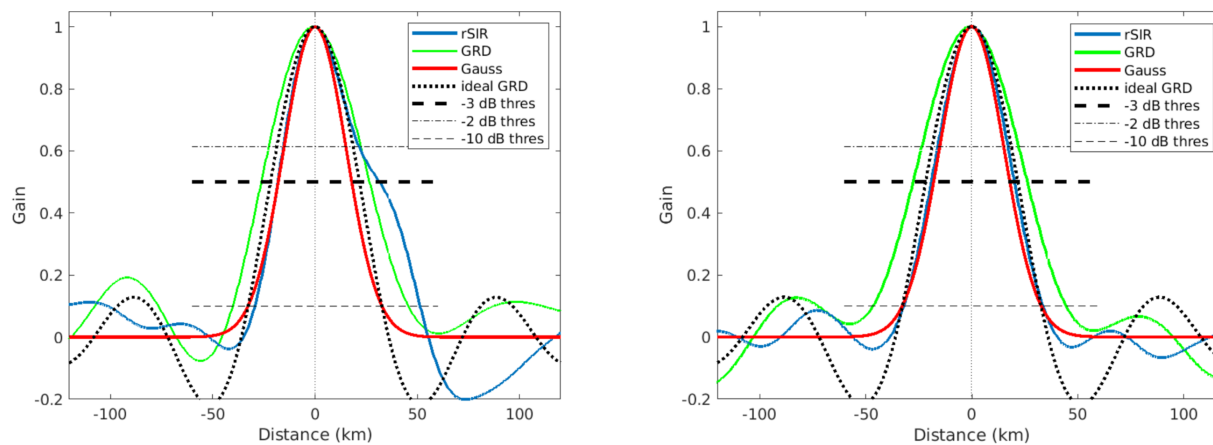 1
0.8
0.6
0.4
0.2
0
-0.2
Gain
-100
-50
0
50
100
Distance (km)
rSIR
GRD
Gauss
ideal GRD
-3 dB thres
-2 dB thres
-10 dB thres
1
0.8
0.6
0.4
0.2
0
-0.2
Gain
-100
-50
0
50
100
Distance (km)
rSIR
GRD
Gauss
ideal GRD
-3 dB thres
-2 dB thres
-10 dB thres